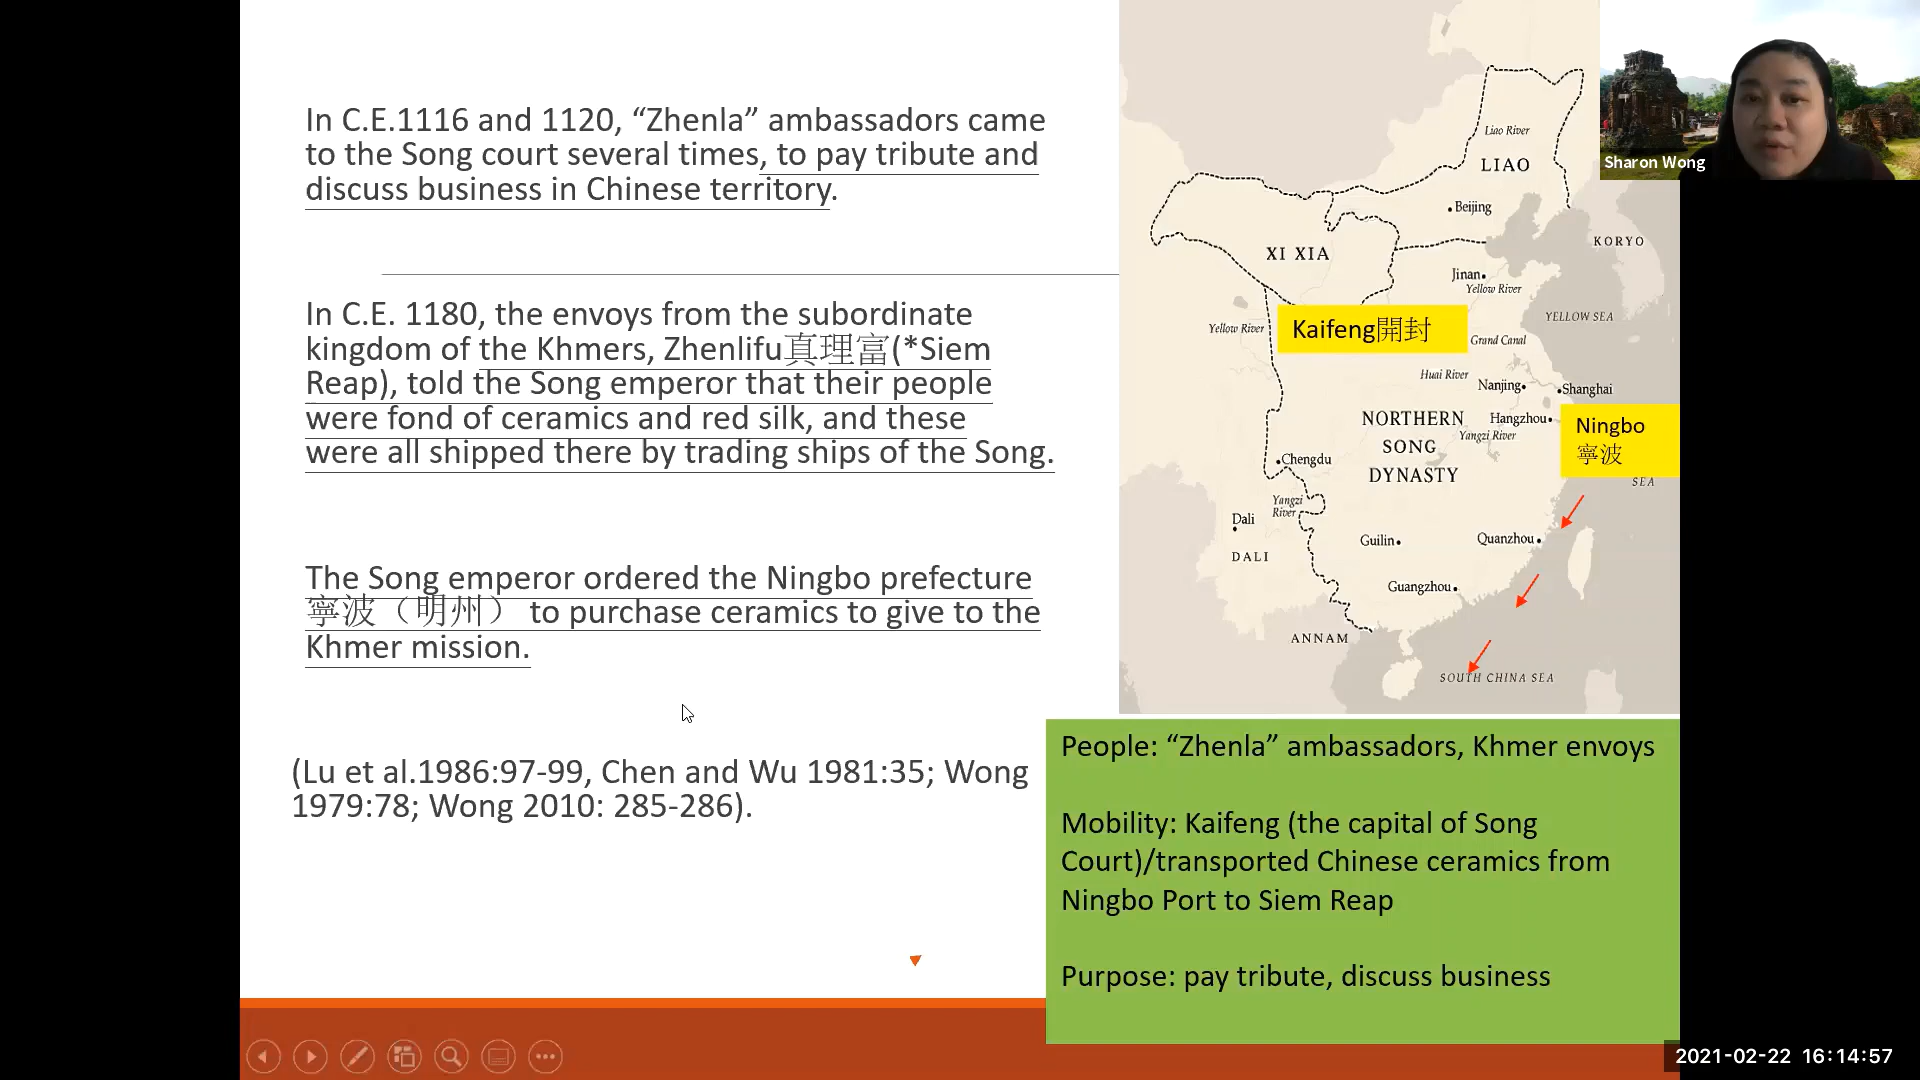 In C.E.1116 and 1120, “Zhenla” ambassadors came
to the Song court several times, to pay tribute and
discuss business in Chinese territory.
In C.E. 1180, the envoys from the subordinate
kingdom of the Khmers, Zhenlifu真理富(*Siem
Reap), told the Song emperor that their people
were fond of ceramics and red silk, and these
were all shipped there by trading ships of the Song.
The Song emperor ordered the Ningbo prefecture
寧波（明州） to purchase ceramics to give to the
Khmer mission.
(Lu et al.1986:97-99, Chen and Wu 1981:35; Wong
1979:78; Wong 2010: 285-286).
Liao River
LIAO
Beijing
KORYO
XI XIA
Jinan
Yellow River
YELLOW SEA
Yellow River
Kaifeng開封
Grand Canal
Huai River
Nanjing
Shanghai
NORTHERN
SONG
DYNASTY
Hangzhou
Yangzi River
Ningbo
寧波
SEA
Chengdu
Yangzi
River
Dali
DALI
Guilin
Quanzhou
Guangzhou
ANNAM
SOUTH CHINA SEA
People: “Zhenla” ambassadors, Khmer envoys
Mobility: Kaifeng (the capital of Song
Court)/transported Chinese ceramics from
Ningbo Port to Siem Reap
Purpose: pay tribute, discuss business
Sharon Wong
2021-02-22 16:14:57